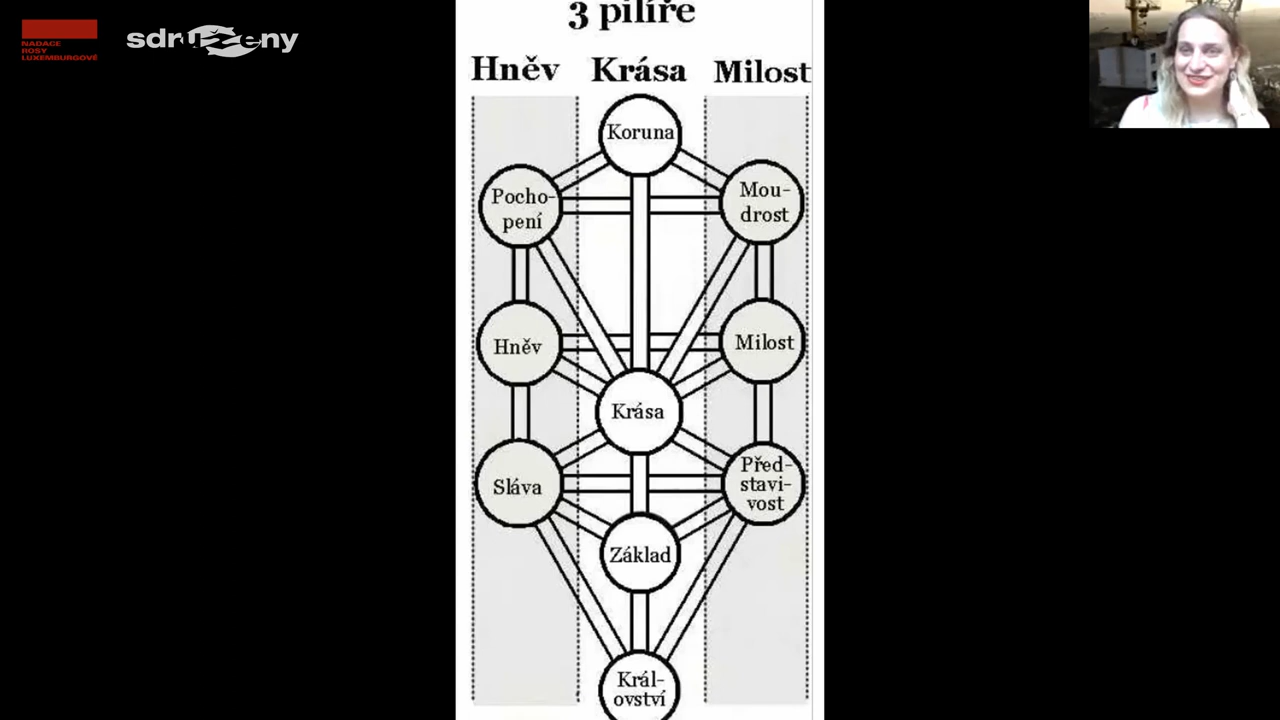 NADACE
ROSY
LUXEMBURGOVÉ
sdruženy
3 pilíře
Hněv Krása Milost
Koruna
Pocho-
pení
Mou-
drost
Hněv
Milost
Krása
Sláva
Před-
stavi-
vost
Základ
Král-
ovství